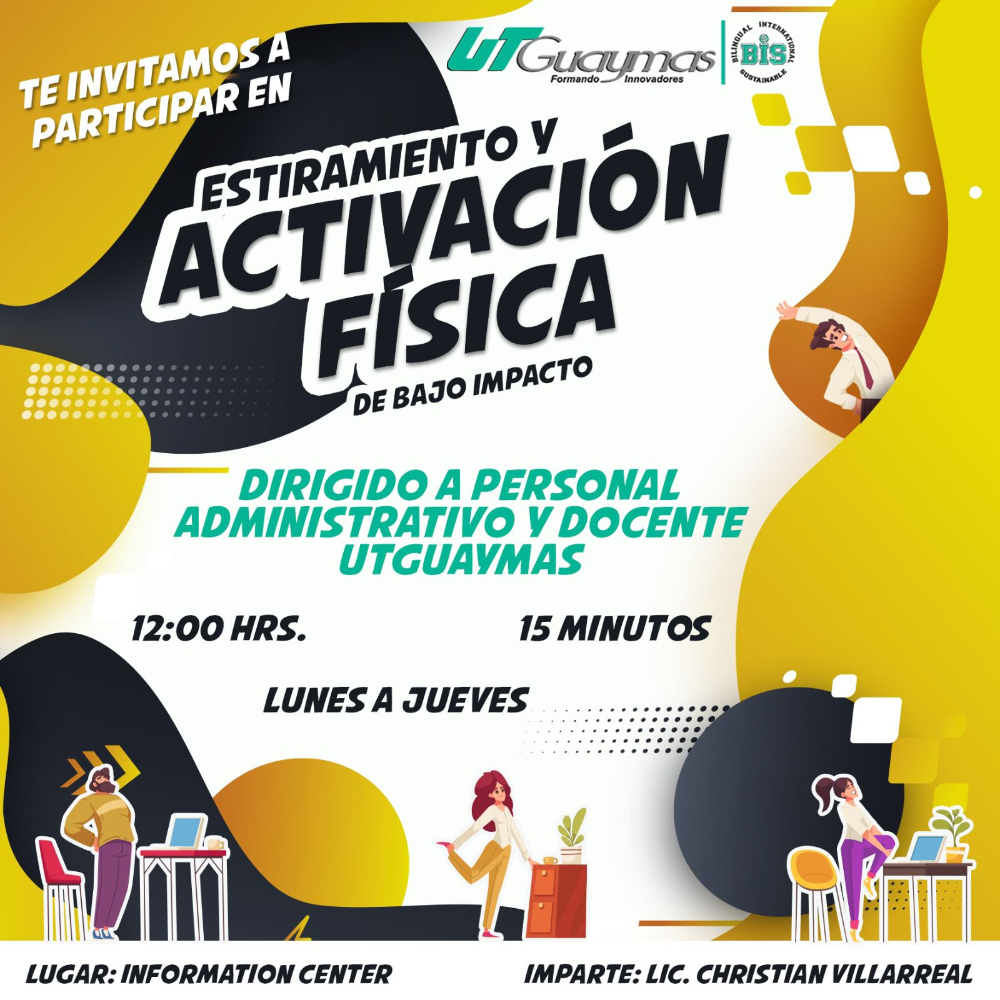 TE INVITAMOS A
PARTICIPAR EN
UTGuaymas
Formando Innovadores
BILINGUAL INTERNATIONAL
BIS
SUSTAINABLE
ESTIRAMIENTO Y
ACTIVACIÓN
FÍSICA
DE BAJO IMPACTO
DIRIGIDO A PERSONAL
ADMINISTRATIVO Y DOCENTE
UTGUAYMAS
12:00 HRS. 15 MINUTOS
LUNES A JUEVES
LUGAR: INFORMATION CENTER IMPARTE: LIC. CHRISTIAN VILLARREAL